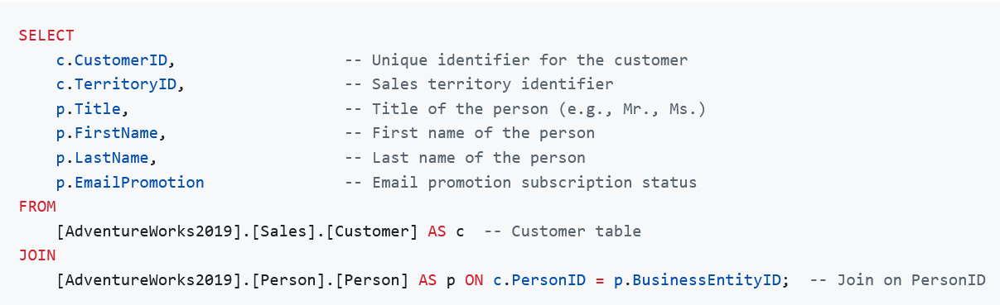 SELECT
    c.CustomerID,                  -- Unique identifier for the customer
    c.TerritoryID,                 -- Sales territory identifier
    p.Title,                       -- Title of the person (e.g., Mr., Ms.)
    p.FirstName,                   -- First name of the person
    p.LastName,                    -- Last name of the person
    p.EmailPromotion               -- Email promotion subscription status
FROM
    [AdventureWorks2019].[Sales].[Customer] AS c  -- Customer table
JOIN
    [AdventureWorks2019].[Person].[Person] AS p ON c.PersonID = p.BusinessEntityID;  -- Join on PersonID